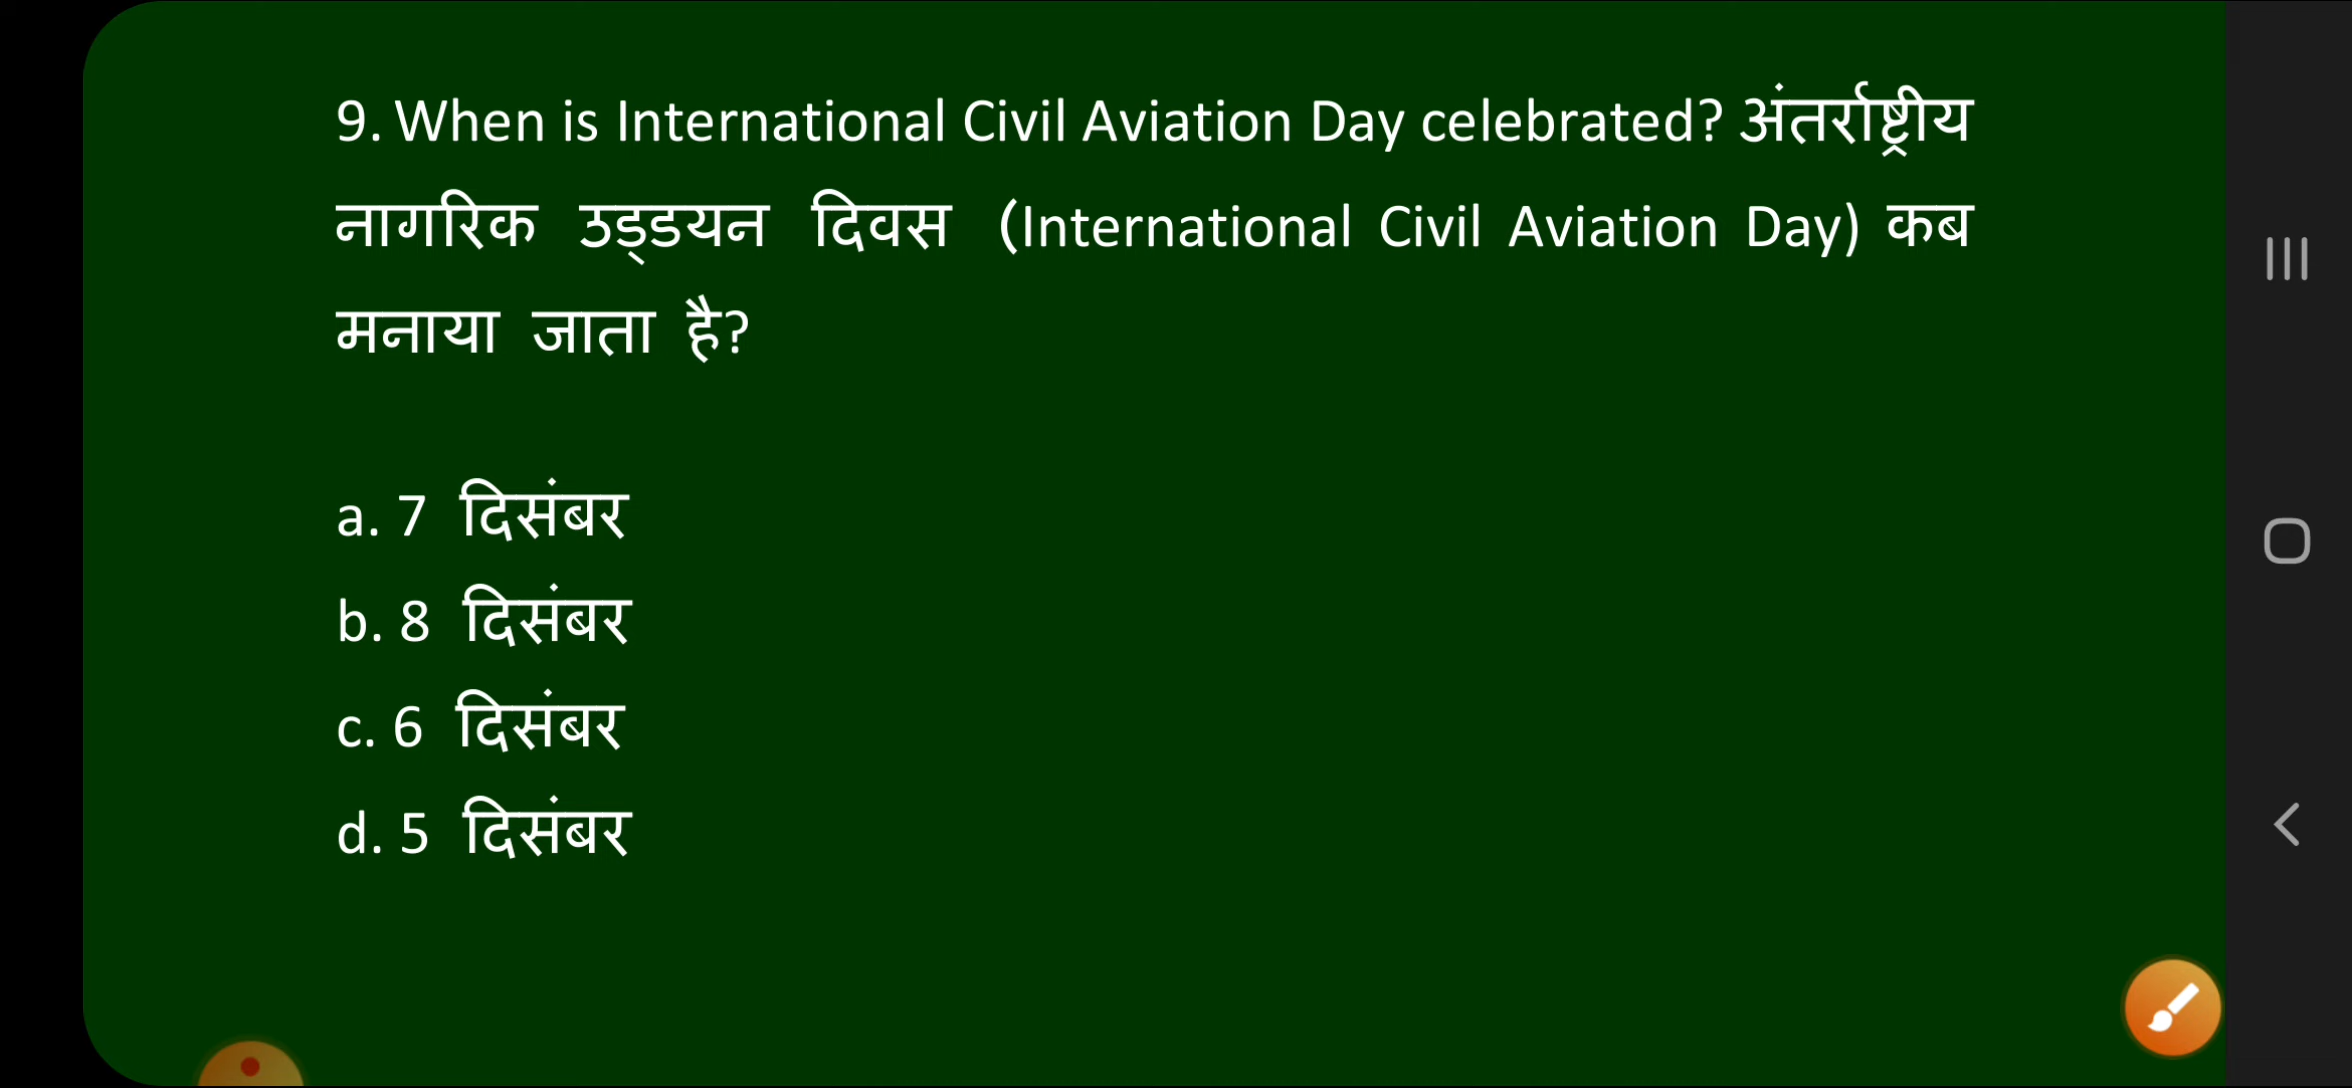 9. When is International Civil Aviation Day celebrated? अंतर्राष्ट्रीय
नागरिक उड्‌डयन दिवस (International Civil Aviation Day) कब
मनाया जाता है?
a. 7 दिसंबर
b. 8 दिसंबर
c. 6 दिसंबर
d. 5 दिसंबर